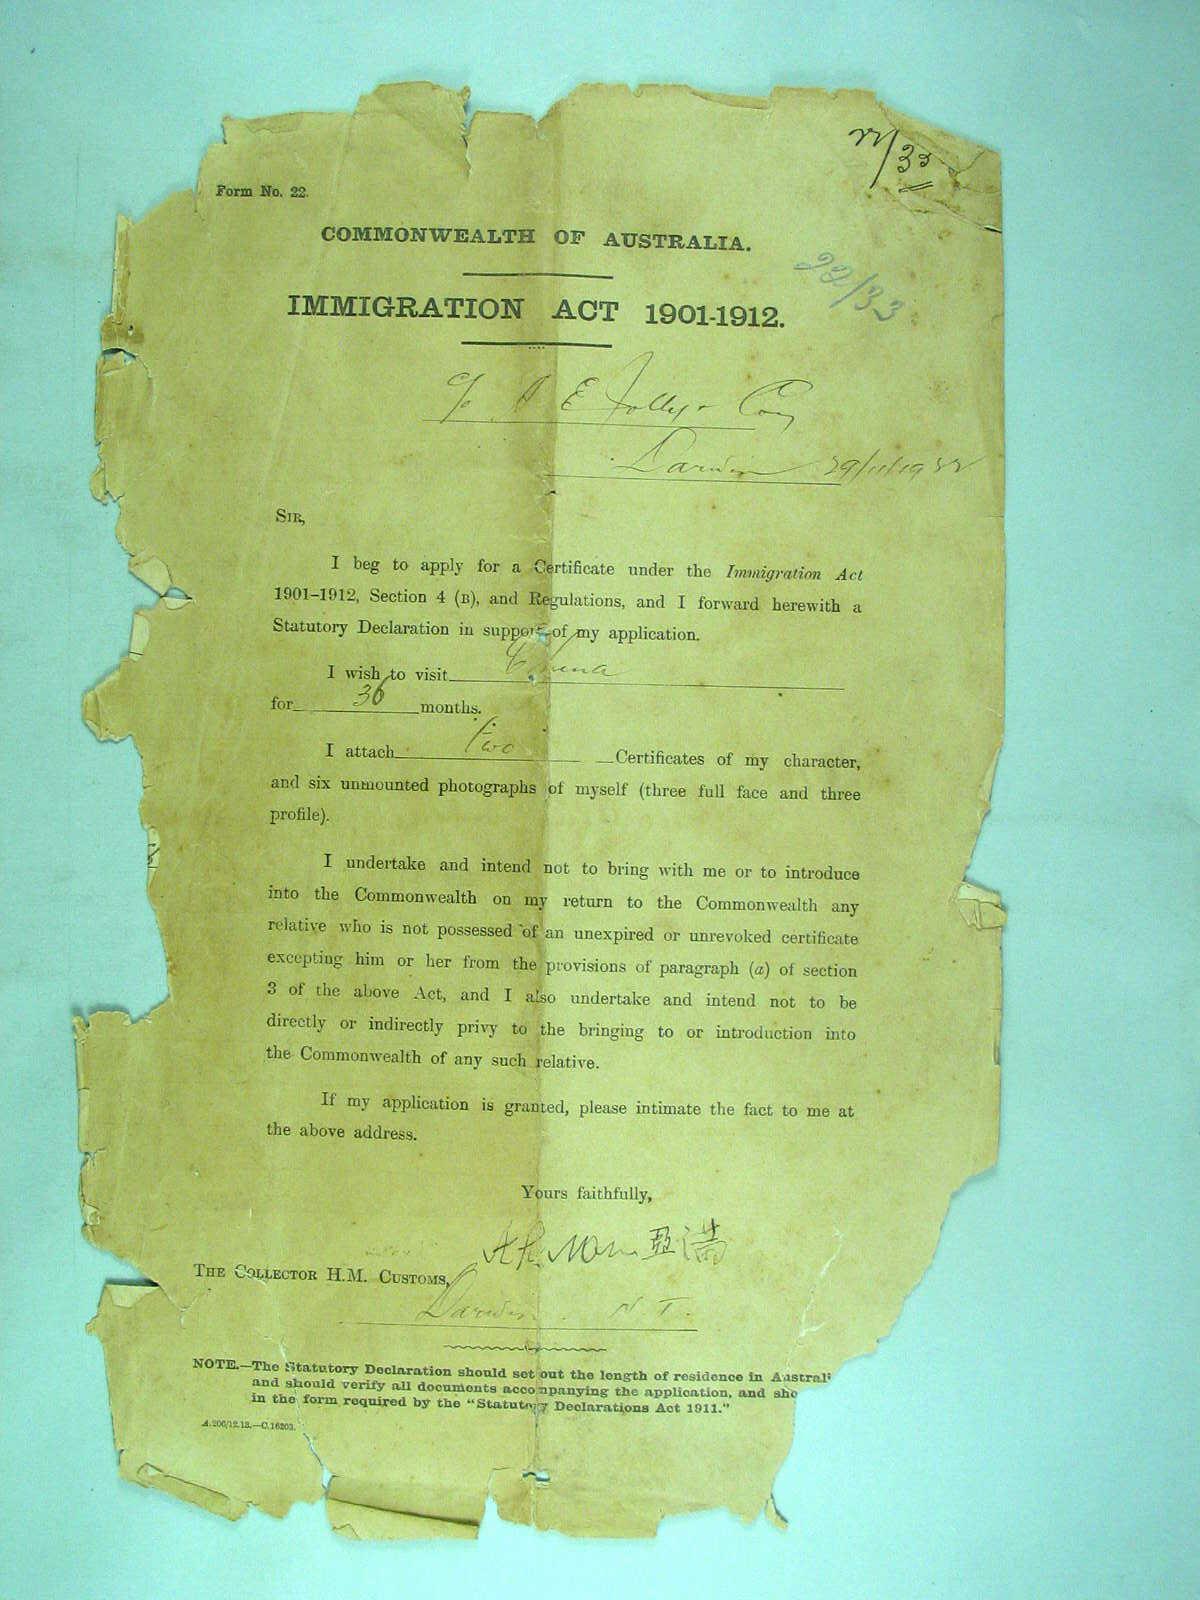 22/33
Form No. 22.
COMMONWEALTH OF AUSTRALIA.
22/33
IMMIGRATION ACT 1901-1912.
c/o A E Jolly & Coy
Darwin 29/11/1922
SIR,
I beg to apply for a Certificate under the Immigration Act
1901-1912, Section 4 (B), and Regulations, and I forward herewith a
Statutory Declaration in support of my application.
I wish to visit China
for 36 months.
I attach two Certificates of my character,
and six unmounted photographs of myself (three full face and three
profile).
I undertake and intend not to bring with me or to introduce
into the Commonwealth on my return to the Commonwealth any
relative who is not possessed of an unexpired or unrevoked certificate
excepting him or her from the provisions of paragraph (a) of section
3 of the above Act, and I also undertake and intend not to be
directly or indirectly privy to the bringing to or introduction into
the Commonwealth of any such relative.
If my application is granted, please intimate the fact to me at
the above address.
Yours faithfully,
亞
THE COLLECTOR H.M. CUSTOMS,
Darwin. N.T.
NOTE.—The Statutory Declaration should set out the length of residence in Australi
and should verify all documents accompanying the application, and sho
in the form required by the "Statutory Declarations Act 1911."
A.206/12.13.—C.16203.